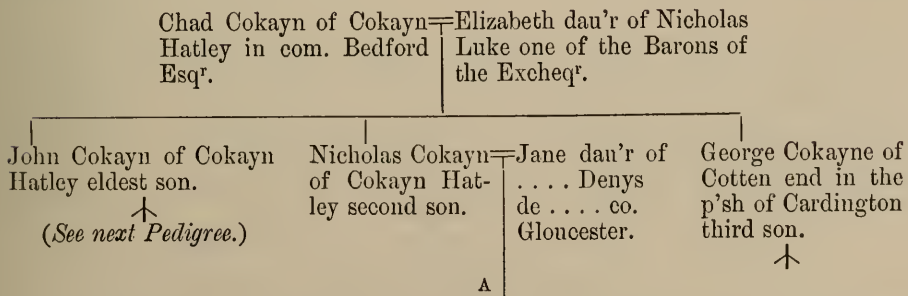 Chad Cokayn of Cokayn
Hatley in com. Bedford
Esqʳ.
Elizabeth dau'r of Nicholas
Luke one of the Barons of
the Excheqʳ.
John Cokayn of Cokayn
Hatley eldest son.
(See next Pedigree.)
Nicholas Cokayn
of Cokayn Hat-
ley second son.
Jane dau'r of
. . . . Denys
de . . . . co.
Gloucester.
George Cokayne of
Cotten end in the
p'sh of Cardington
third son.
A